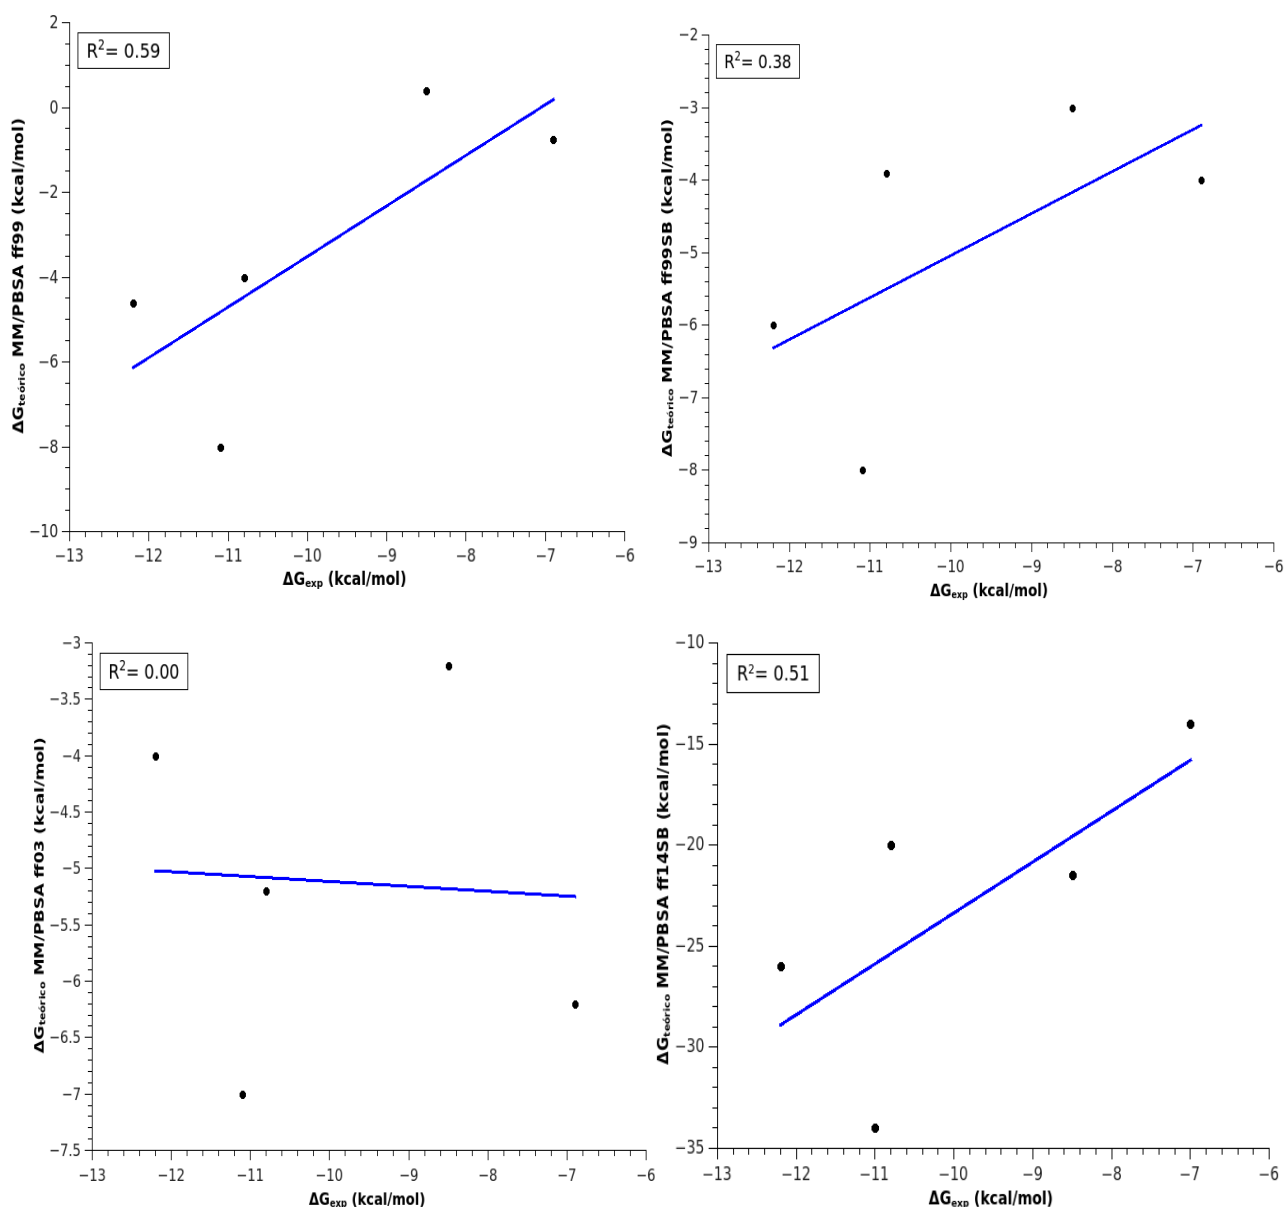 R²= 0.59
2
0
−2
−4
−6
−8
−10
−13 −12 −11 −10 −9 −8 −7 −6
ΔGexp (kcal/mol)
ΔGteórico MM/PBSA ff99 (kcal/mol)
R²= 0.38
−2
−3
−4
−5
−6
−7
−8
−9
−13 −12 −11 −10 −9 −8 −7 −6
ΔGexp (kcal/mol)
ΔGteórico MM/PBSA ff99SB (kcal/mol)
R²= 0.00
−3
−3.5
−4
−4.5
−5
−5.5
−6
−6.5
−7
−7.5
−13 −12 −11 −10 −9 −8 −7 −6
ΔGexp (kcal/mol)
ΔGteórico MM/PBSA ff03 (kcal/mol)
R²= 0.51
−10
−15
−20
−25
−30
−35
−13 −12 −11 −10 −9 −8 −7 −6
ΔGexp (kcal/mol)
ΔGteórico MM/PBSA ff14SB (kcal/mol)